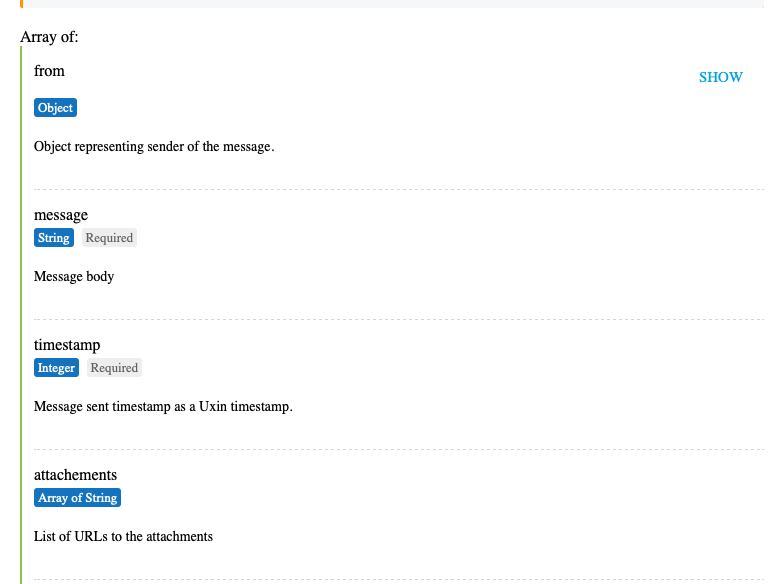 Array of:
from
SHOW
Object
Object representing sender of the message.
message
String Required
Message body
timestamp
Integer Required
Message sent timestamp as a Uxin timestamp.
attachements
Array of String
List of URLs to the attachments